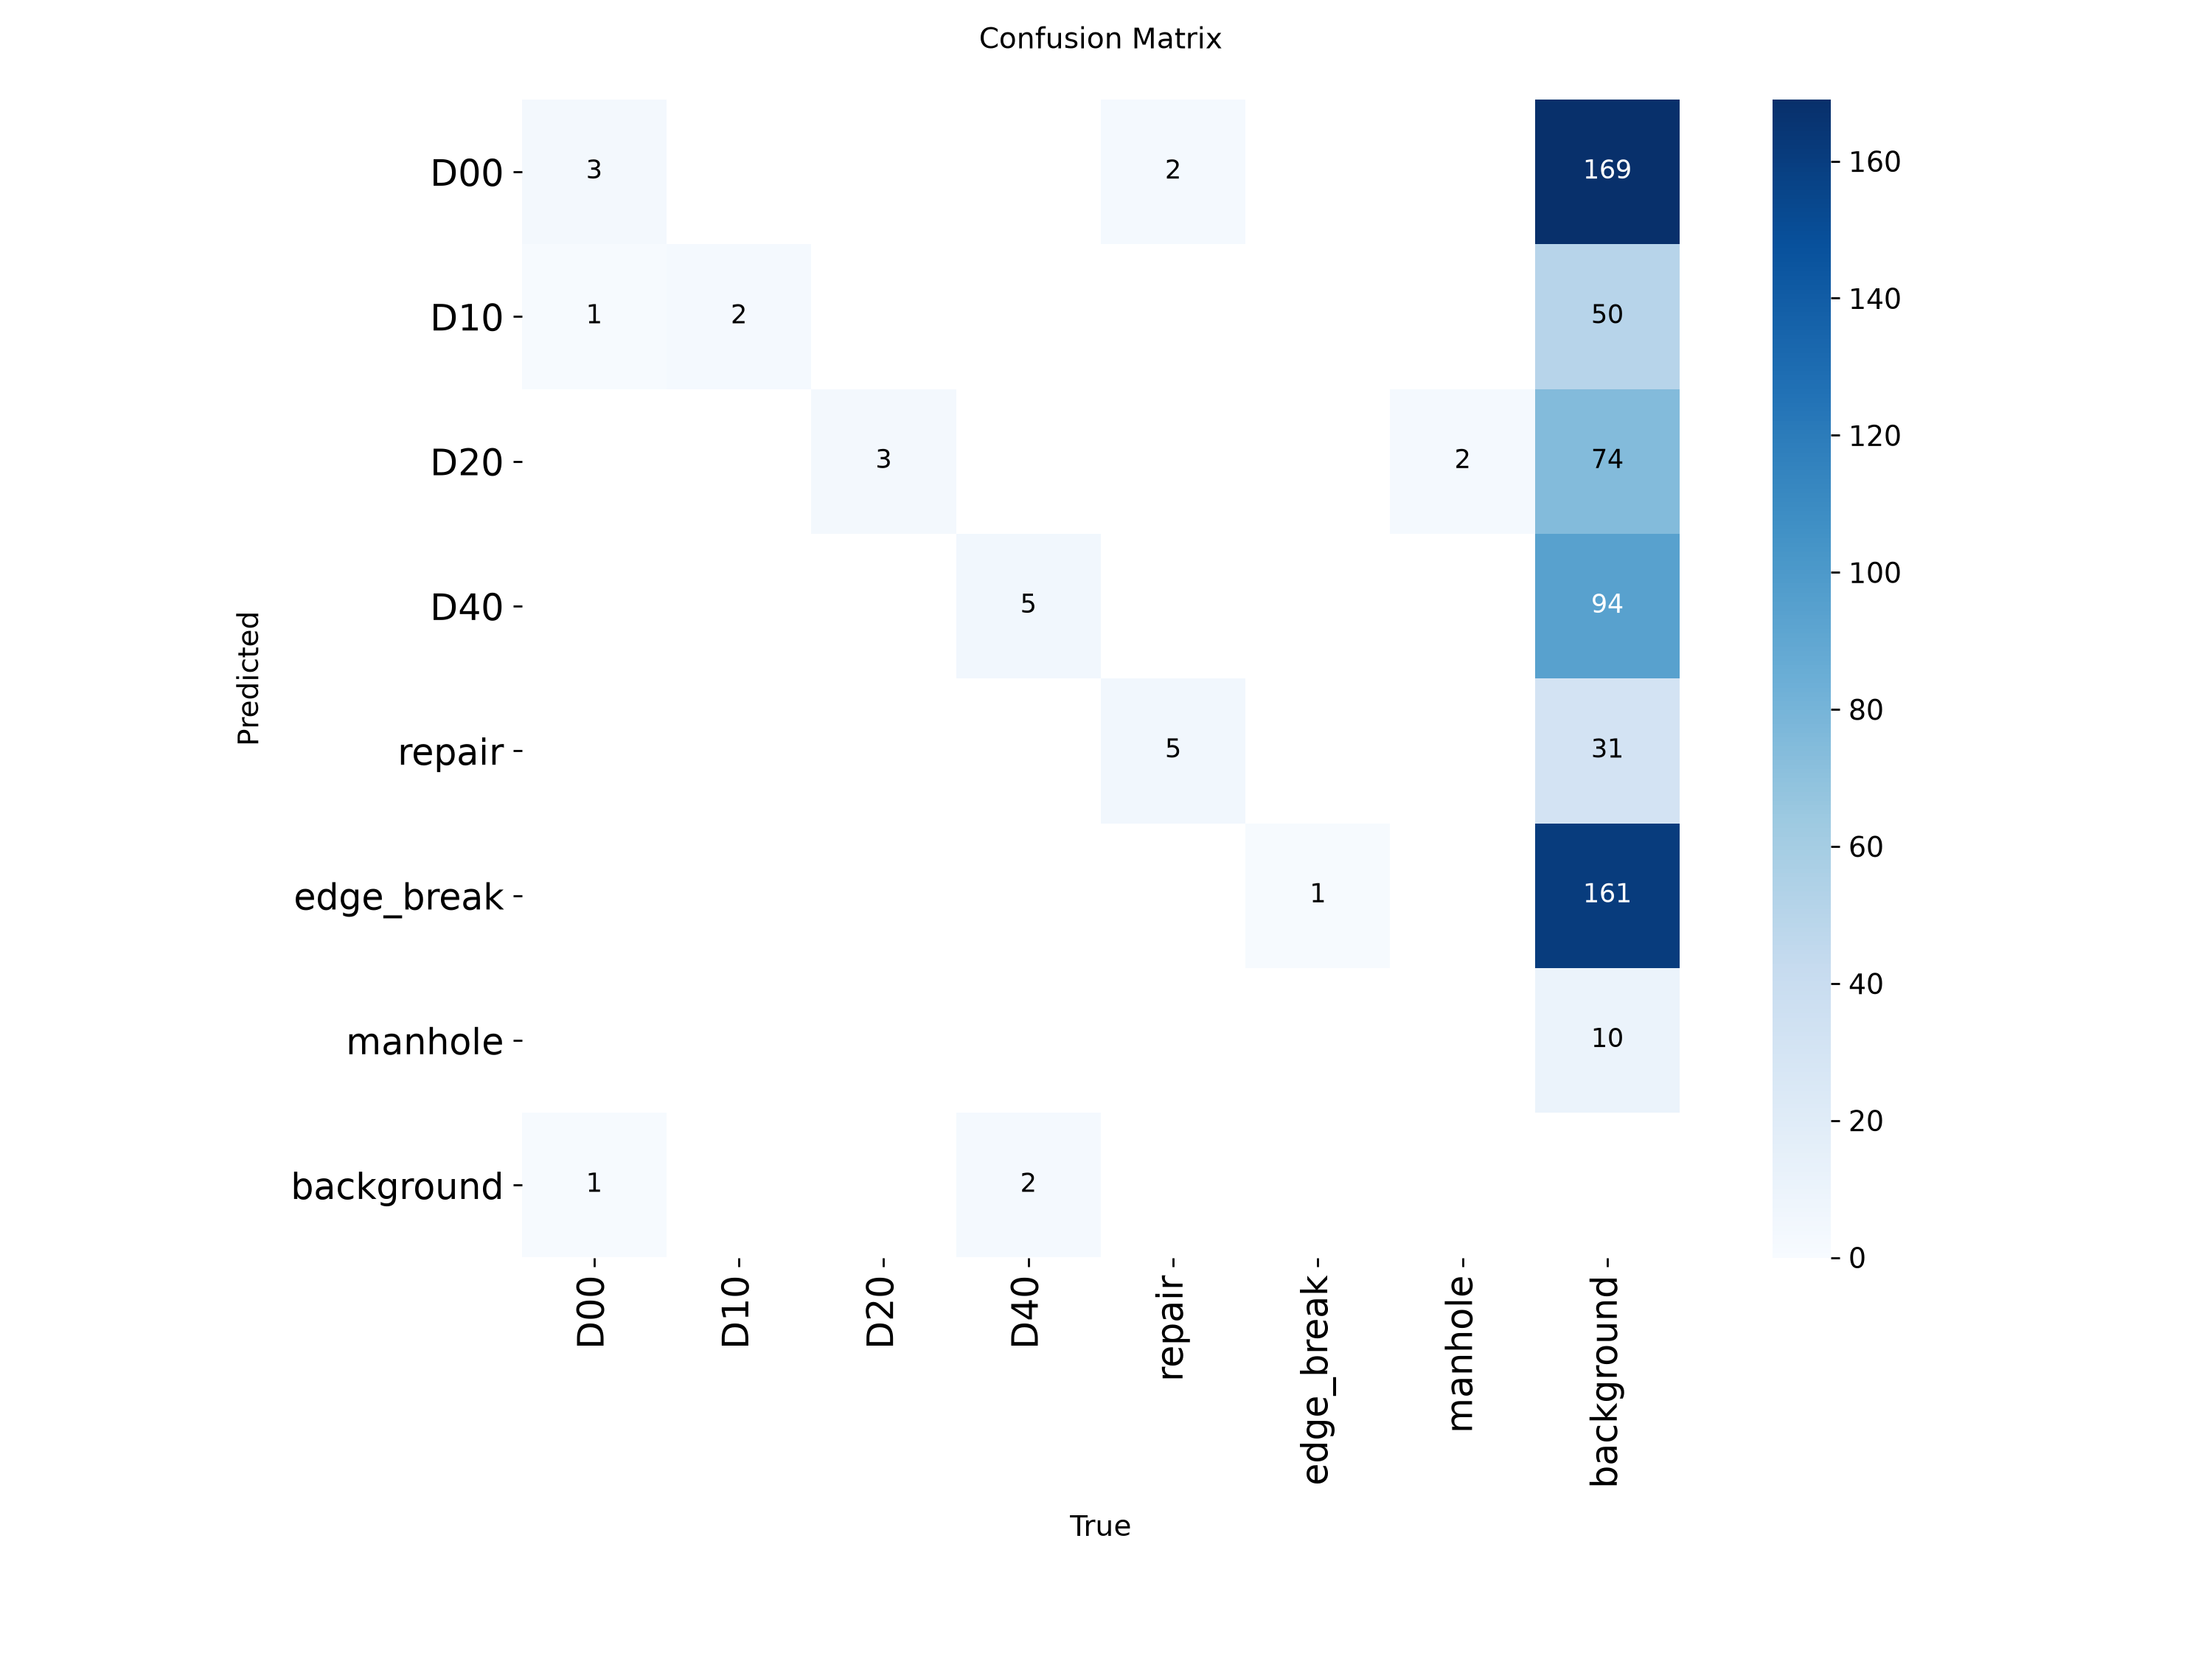 Confusion Matrix
D00 3 2 169
D10 1 2 50
D20 3 2 74
D40 5 94
repair 5 31
edge_break 1 161
manhole 10
background 1 2
D00 D10 D20 D40 repair edge_break manhole background
Predicted
True
160
140
120
100
80
60
40
20
0